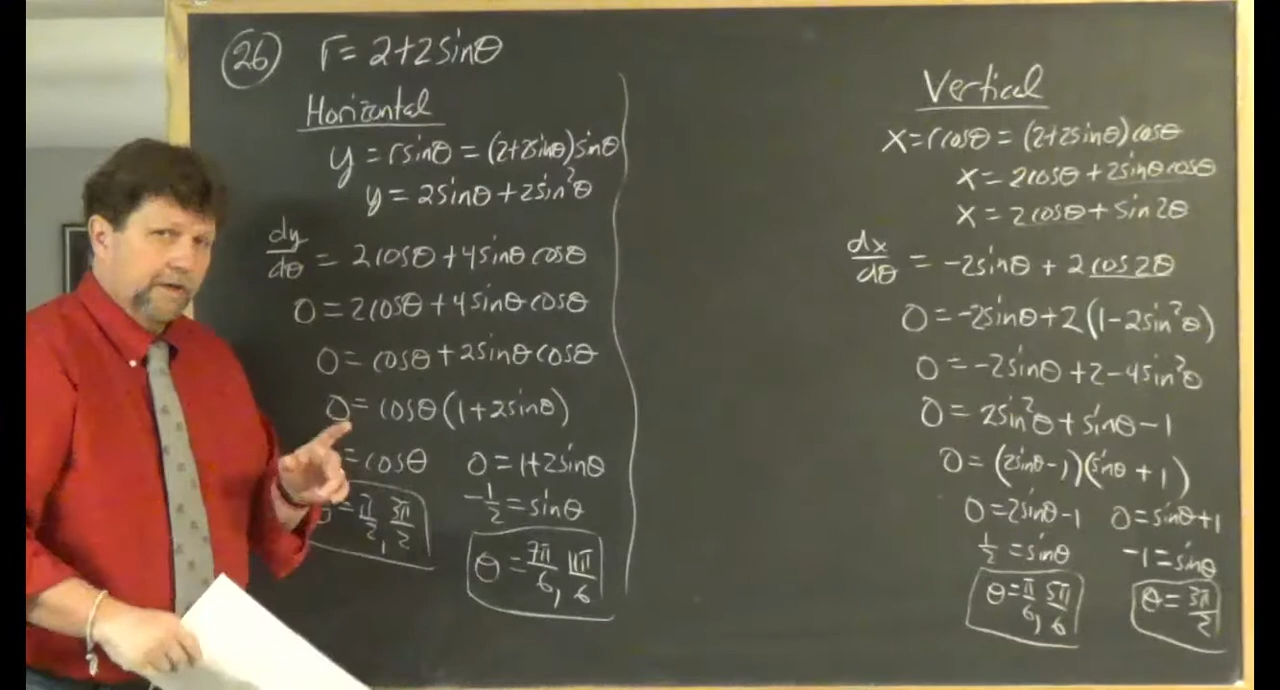 26 r = 2+2sinθ
Horizontal
y = rsinθ = (2+2sinθ)sinθ
y = 2sinθ + 2sin²θ
dy/dθ = 2cosθ + 4sinθ cosθ
0 = 2cosθ + 4sinθ cosθ
0 = cosθ + 2sinθ cosθ
0 = cosθ(1+2sinθ)
= cosθ 0 = 1+2sinθ
-1/2 = sinθ
= π/2, 3π/2
θ = 7π/6, 11π/6
Vertical
x = rcosθ = (2+2sinθ)cosθ
x = 2cosθ + 2sinθcosθ
x = 2cosθ + sin2θ
dx/dθ = -2sinθ + 2cos2θ
0 = -2sinθ + 2(1-2sin²θ)
0 = -2sinθ + 2 - 4sin²θ
0 = 2sin²θ + sinθ - 1
0 = (2sinθ-1)(sinθ+1)
0 = 2sinθ-1 0 = sinθ+1
1/2 = sinθ -1 = sinθ
θ = π/6, 5π/6 θ = 3π/2